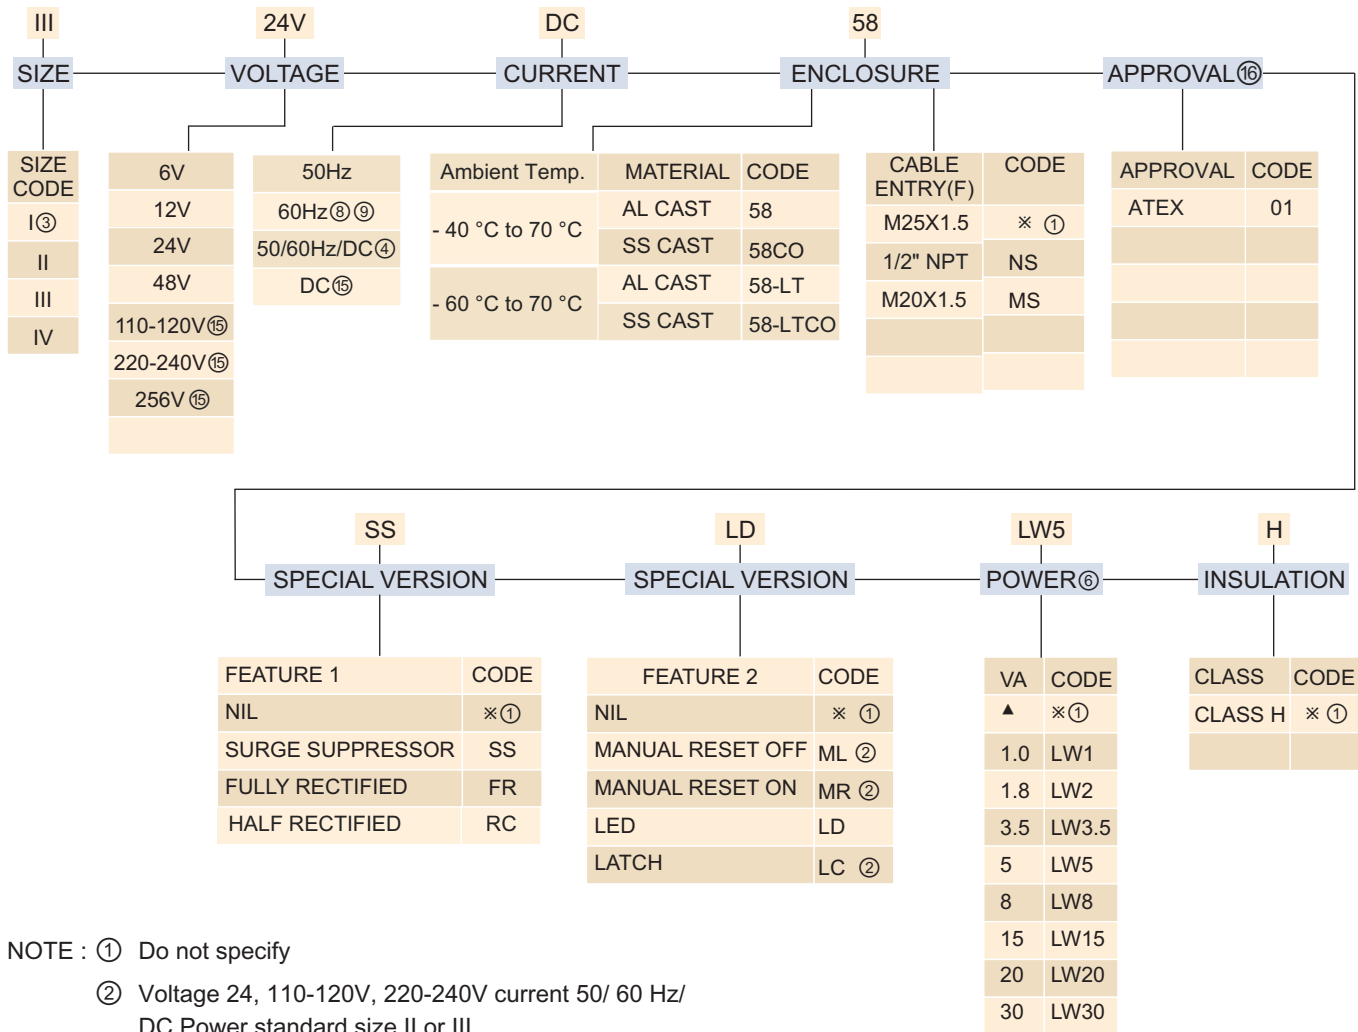 III 24V DC 58
SIZE VOLTAGE CURRENT ENCLOSURE APPROVAL⑯
SIZE CODE
I③
II
III
IV
6V
12V
24V
48V
110-120V⑮
220-240V⑮
256V⑮
50Hz
60Hz⑧⑨
50/60Hz/DC④
DC⑮
Ambient Temp. MATERIAL CODE
- 40 °C to 70 °C AL CAST 58
SS CAST 58CO
- 60 °C to 70 °C AL CAST 58-LT
SS CAST 58-LTCO
CABLE ENTRY(F) CODE
M25X1.5 ※ ①
1/2" NPT NS
M20X1.5 MS
APPROVAL CODE
ATEX 01
SS LD LW5 H
SPECIAL VERSION SPECIAL VERSION POWER⑥ INSULATION
FEATURE 1 CODE
NIL ※①
SURGE SUPPRESSOR SS
FULLY RECTIFIED FR
HALF RECTIFIED RC
FEATURE 2 CODE
NIL ※ ①
MANUAL RESET OFF ML ②
MANUAL RESET ON MR ②
LED LD
LATCH LC ②
VA CODE
▲ ※①
1.0 LW1
1.8 LW2
3.5 LW3.5
5 LW5
8 LW8
15 LW15
20 LW20
30 LW30
CLASS CODE
CLASS H ※ ①
NOTE : ① Do not specify
② Voltage 24, 110-120V, 220-240V current 50/ 60 Hz/
DC Power standard size II or III